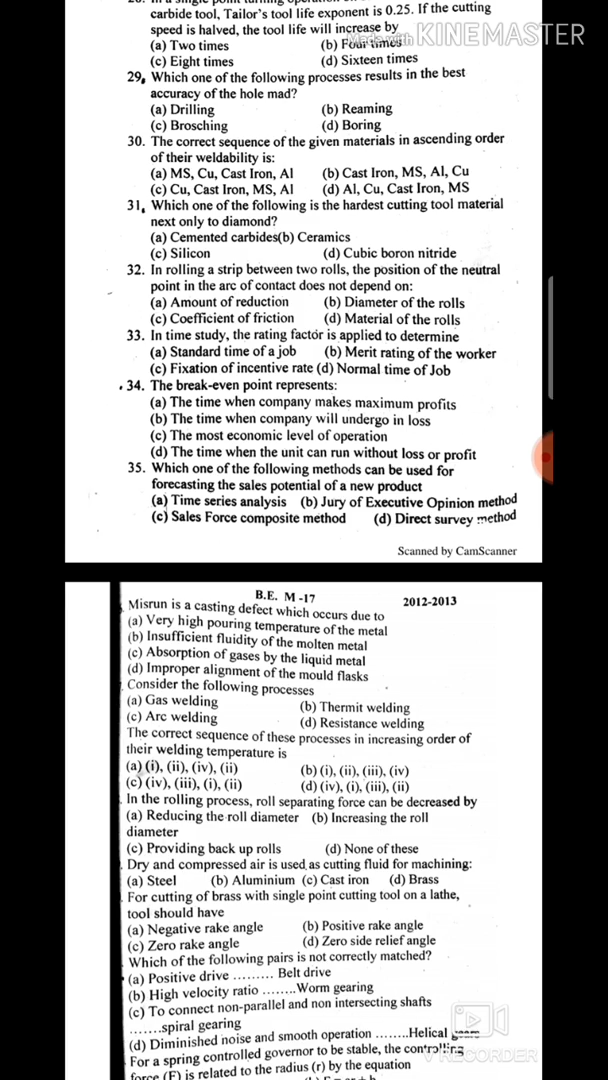 carbide tool, Tailor's tool life exponent is 0.25. If the cutting
speed is halved, the tool life will increase by
Made with KINEMASTER
(a) Two times (b) Four times
(c) Eight times (d) Sixteen times
29, Which one of the following processes results in the best
accuracy of the hole mad?
(a) Drilling (b) Reaming
(c) Brosching (d) Boring
30. The correct sequence of the given materials in ascending order
of their weldability is:
(a) MS, Cu, Cast Iron, Al (b) Cast Iron, MS, Al, Cu
(c) Cu, Cast Iron, MS, Al (d) Al, Cu, Cast Iron, MS
31, Which one of the following is the hardest cutting tool material
next only to diamond?
(a) Cemented carbides(b) Ceramics
(c) Silicon (d) Cubic boron nitride
32. In rolling a strip between two rolls, the position of the neutral
point in the arc of contact does not depend on:
(a) Amount of reduction (b) Diameter of the rolls
(c) Coefficient of friction (d) Material of the rolls
33. In time study, the rating factor is applied to determine
(a) Standard time of a job (b) Merit rating of the worker
(c) Fixation of incentive rate (d) Normal time of Job
34. The break-even point represents:
(a) The time when company makes maximum profits
(b) The time when company will undergo in loss
(c) The most economic level of operation
(d) The time when the unit can run without loss or profit
35. Which one of the following methods can be used for
forecasting the sales potential of a new product
(a) Time series analysis (b) Jury of Executive Opinion method
(c) Sales Force composite method (d) Direct survey method
Scanned by CamScanner
B.E. M -17 2012-2013
Misrun is a casting defect which occurs due to
(a) Very high pouring temperature of the metal
(b) Insufficient fluidity of the molten metal
(c) Absorption of gases by the liquid metal
(d) Improper alignment of the mould flasks
Consider the following processes
(a) Gas welding (b) Thermit welding
(c) Arc welding (d) Resistance welding
The correct sequence of these processes in increasing order of
their welding temperature is
(a) (i), (ii), (iv), (ii) (b) (i), (ii), (iii), (iv)
(c) (iv), (iii), (i), (ii) (d) (iv), (i), (iii), (ii)
In the rolling process, roll separating force can be decreased by
(a) Reducing the roll diameter (b) Increasing the roll
diameter
(c) Providing back up rolls (d) None of these
Dry and compressed air is used as cutting fluid for machining:
(a) Steel (b) Aluminium (c) Cast iron (d) Brass
For cutting of brass with single point cutting tool on a lathe,
tool should have
(a) Negative rake angle (b) Positive rake angle
(c) Zero rake angle (d) Zero side relief angle
Which of the following pairs is not correctly matched?
(a) Positive drive ......... Belt drive
(b) High velocity ratio ........Worm gearing
(c) To connect non-parallel and non intersecting shafts
.......spiral gearing
(d) Diminished noise and smooth operation ........Helical gears
V RECORDER
For a spring controlled governor to be stable, the controlling
force (F) is related to the radius (r) by the equation